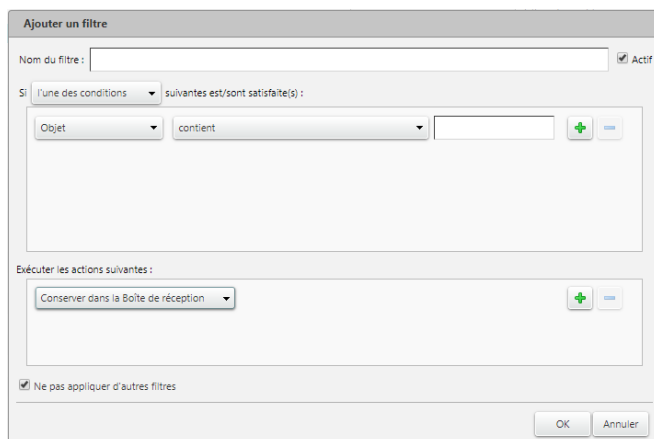 Ajouter un filtre
Nom du filtre : Actif
Si l'une des conditions suivantes est/sont satisfaite(s) :
Objet contient
Exécuter les actions suivantes :
Conserver dans la Boîte de réception
Ne pas appliquer d'autres filtres
OK Annuler